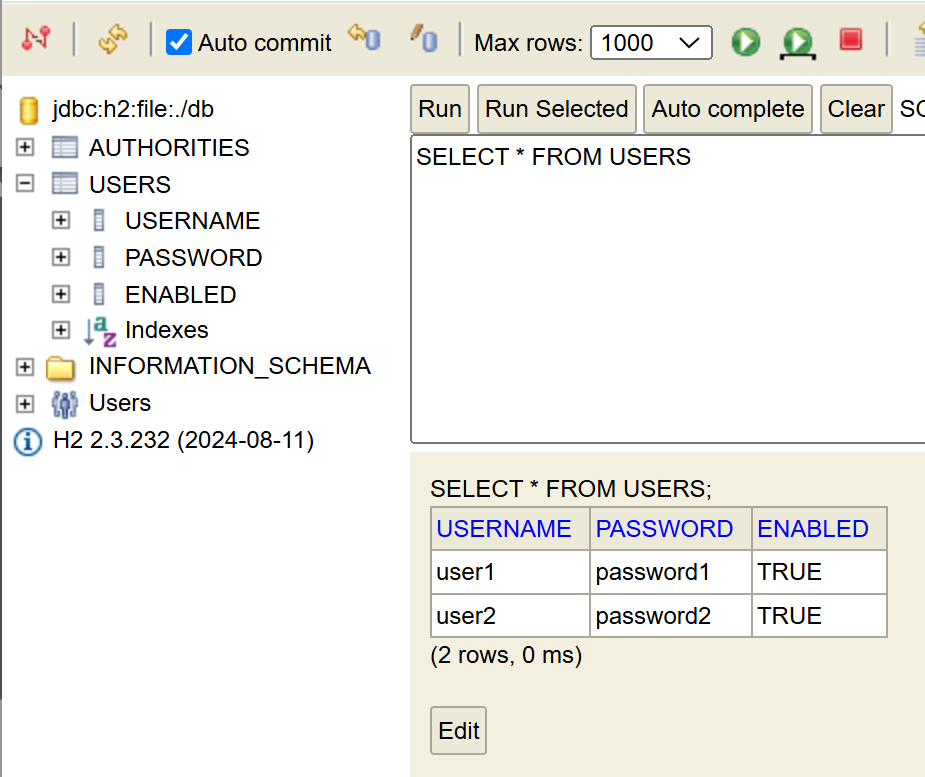 Auto commit Max rows: 1000
jdbc:h2:file:./db
AUTHORITIES
USERS
USERNAME
PASSWORD
ENABLED
Indexes
INFORMATION_SCHEMA
Users
H2 2.3.232 (2024-08-11)
Run Run Selected Auto complete Clear
SELECT * FROM USERS
SELECT * FROM USERS;
USERNAME PASSWORD ENABLED
user1 password1 TRUE
user2 password2 TRUE
(2 rows, 0 ms)
Edit